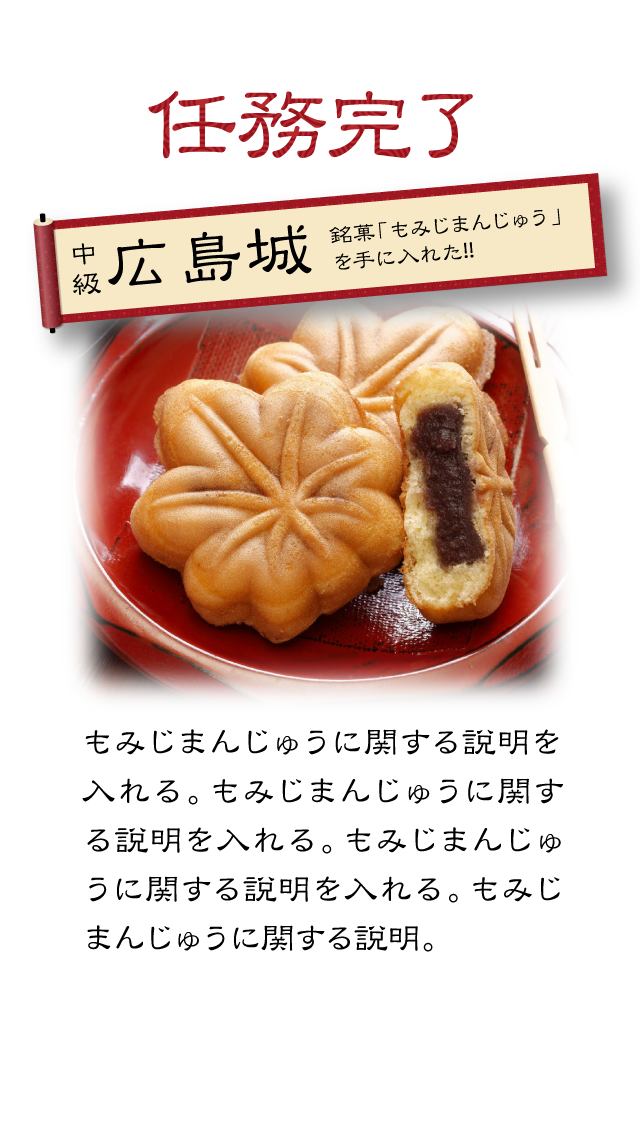 任務完了
中級 広島城
銘菓「もみじまんじゅう」
を手に入れた!!
もみじまんじゅうに関する説明を
入れる。もみじまんじゅうに関す
る説明を入れる。もみじまんじゅ
うに関する説明を入れる。もみじ
まんじゅうに関する説明。